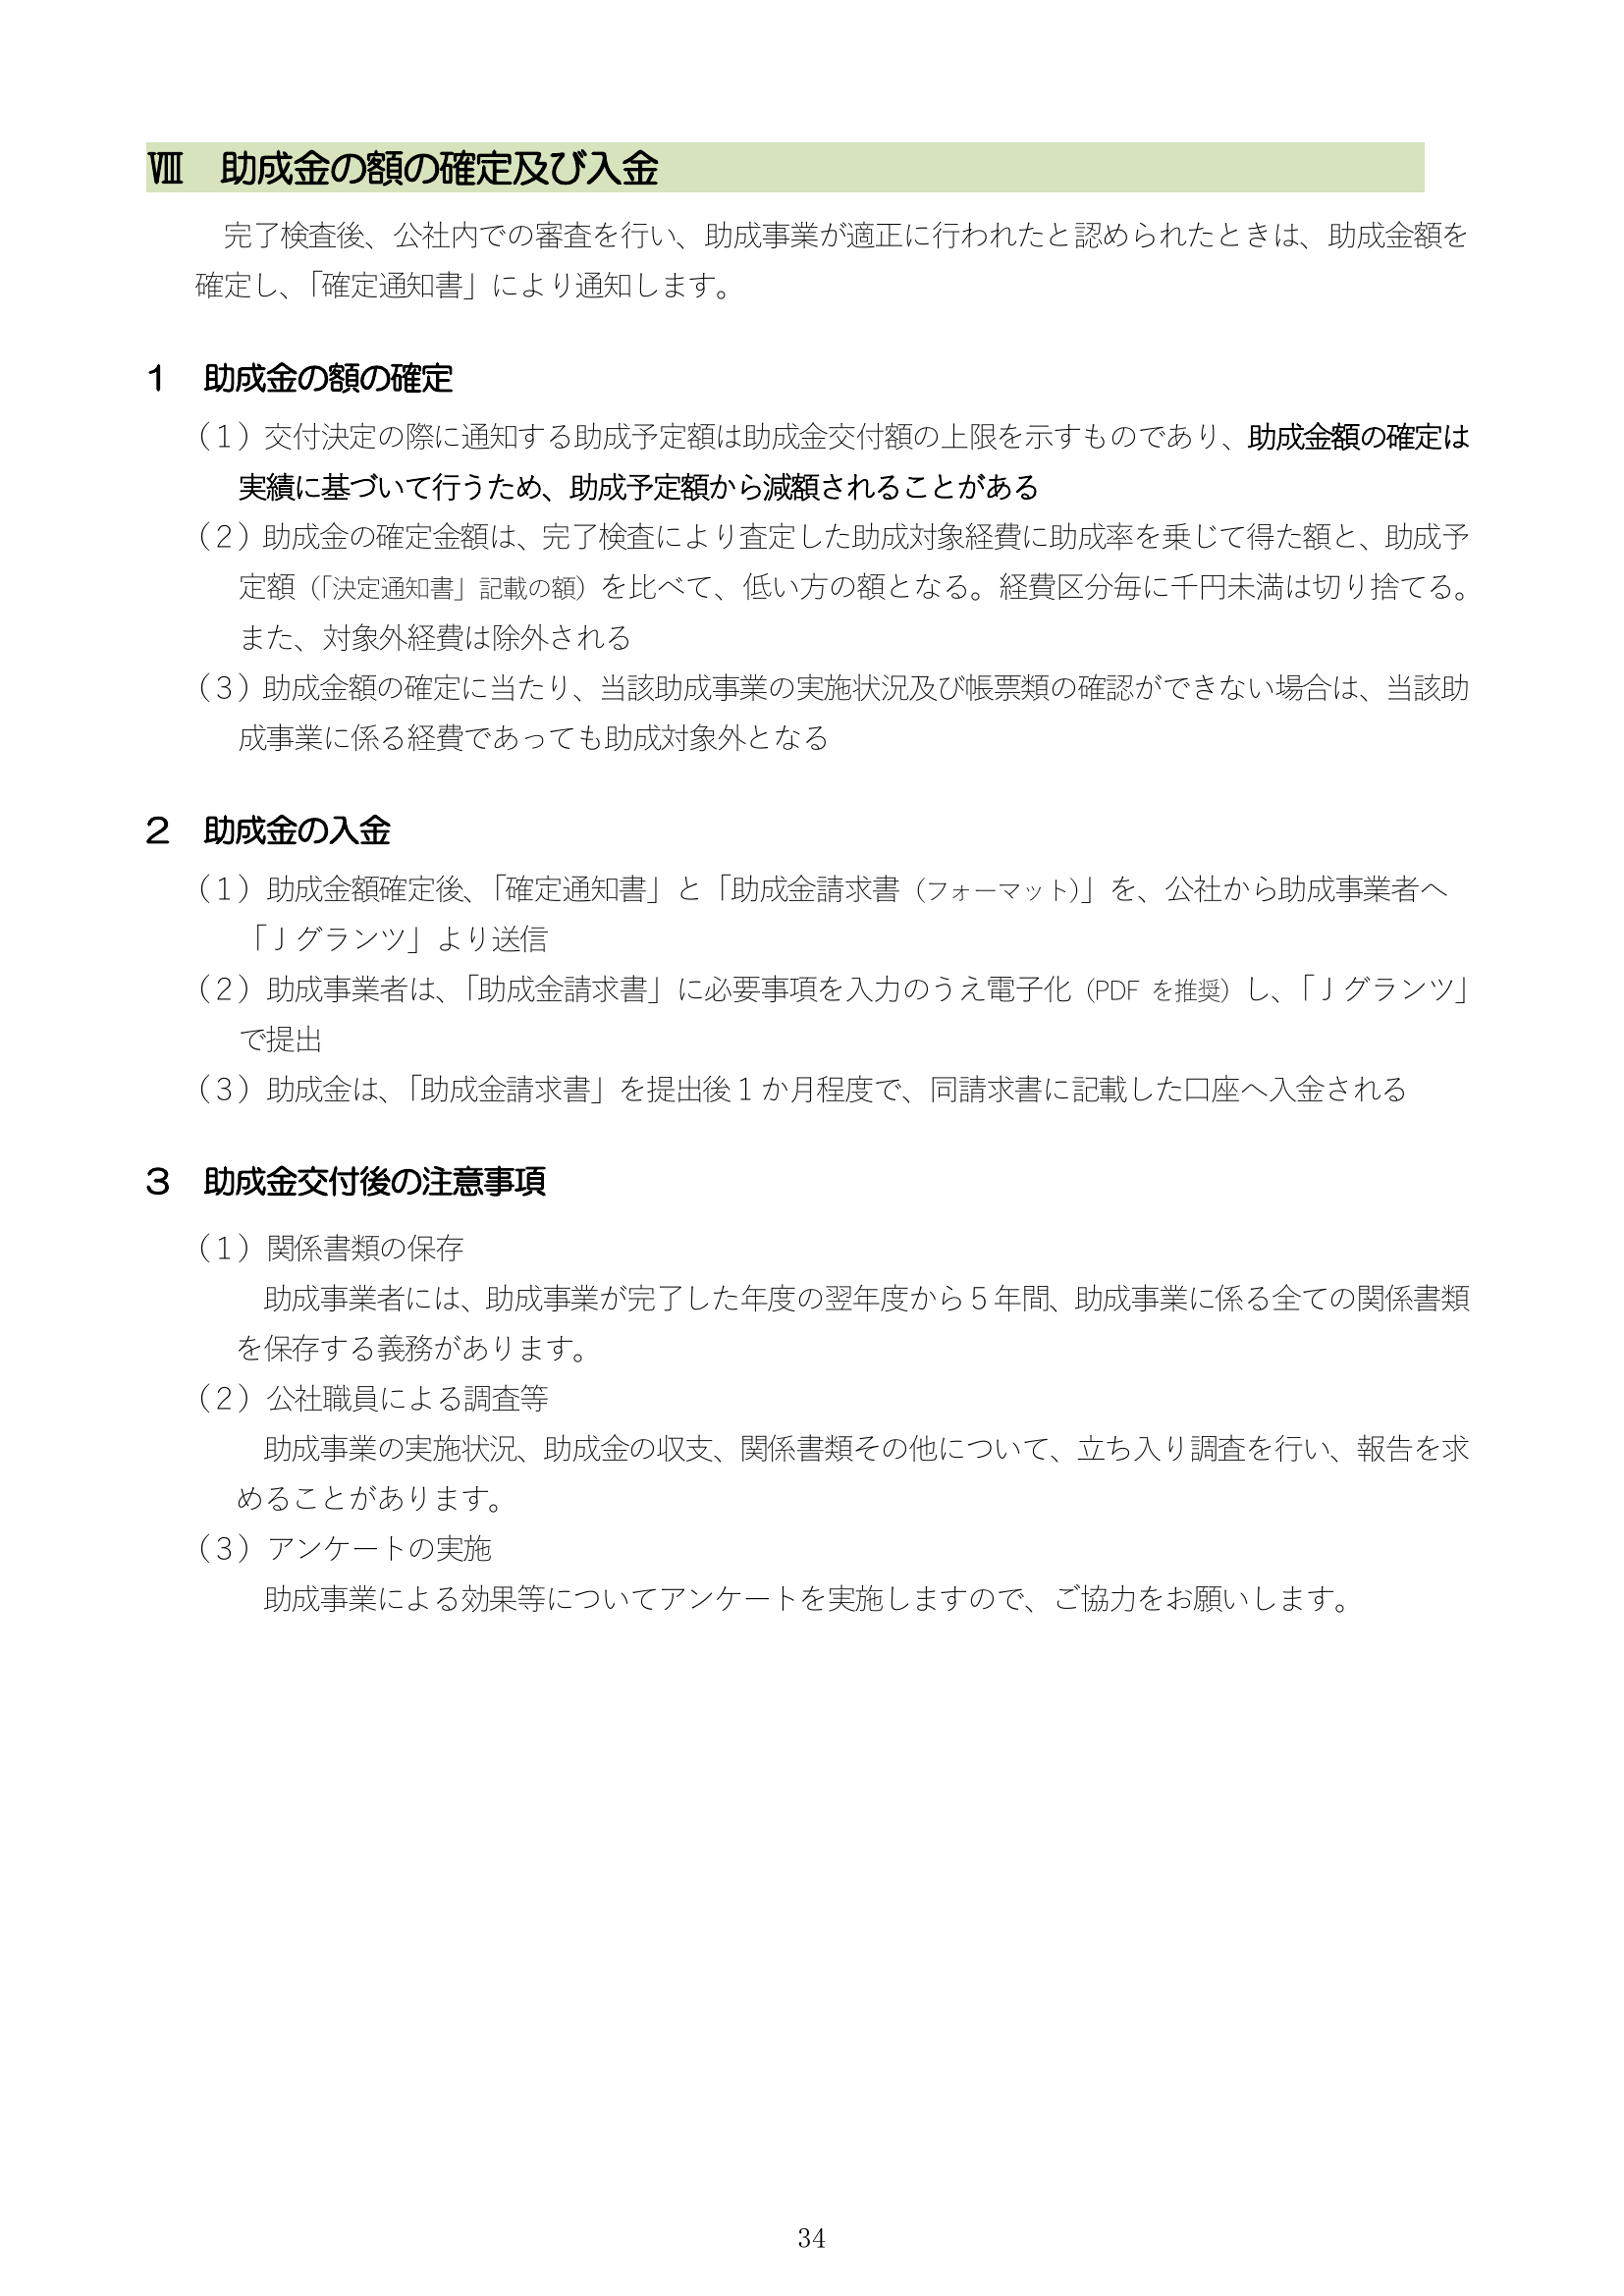 Ⅷ　助成金の額の確定及び入金
完了検査後、公社内での審査を行い、助成事業が適正に行われたと認められたときは、助成金額を
確定し、「確定通知書」により通知します。
１　助成金の額の確定
（１）交付決定の際に通知する助成予定額は助成金交付額の上限を示すものであり、助成金額の確定は
実績に基づいて行うため、助成予定額から減額されることがある
（２）助成金の確定金額は、完了検査により査定した助成対象経費に助成率を乗じて得た額と、助成予
定額（「決定通知書」記載の額）を比べて、低い方の額となる。経費区分毎に千円未満は切り捨てる。
また、対象外経費は除外される
（３）助成金額の確定に当たり、当該助成事業の実施状況及び帳票類の確認ができない場合は、当該助
成事業に係る経費であっても助成対象外となる
２　助成金の入金
（１）助成金額確定後、「確定通知書」と「助成金請求書（フォーマット）」を、公社から助成事業者へ
「Ｊグランツ」より送信
（２）助成事業者は、「助成金請求書」に必要事項を入力のうえ電子化（PDF を推奨）し、「Ｊグランツ」
で提出
（３）助成金は、「助成金請求書」を提出後１か月程度で、同請求書に記載した口座へ入金される
３　助成金交付後の注意事項
（１）関係書類の保存
助成事業者には、助成事業が完了した年度の翌年度から５年間、助成事業に係る全ての関係書類
を保存する義務があります。
（２）公社職員による調査等
助成事業の実施状況、助成金の収支、関係書類その他について、立ち入り調査を行い、報告を求
めることがあります。
（３）アンケートの実施
助成事業による効果等についてアンケートを実施しますので、ご協力をお願いします。
34